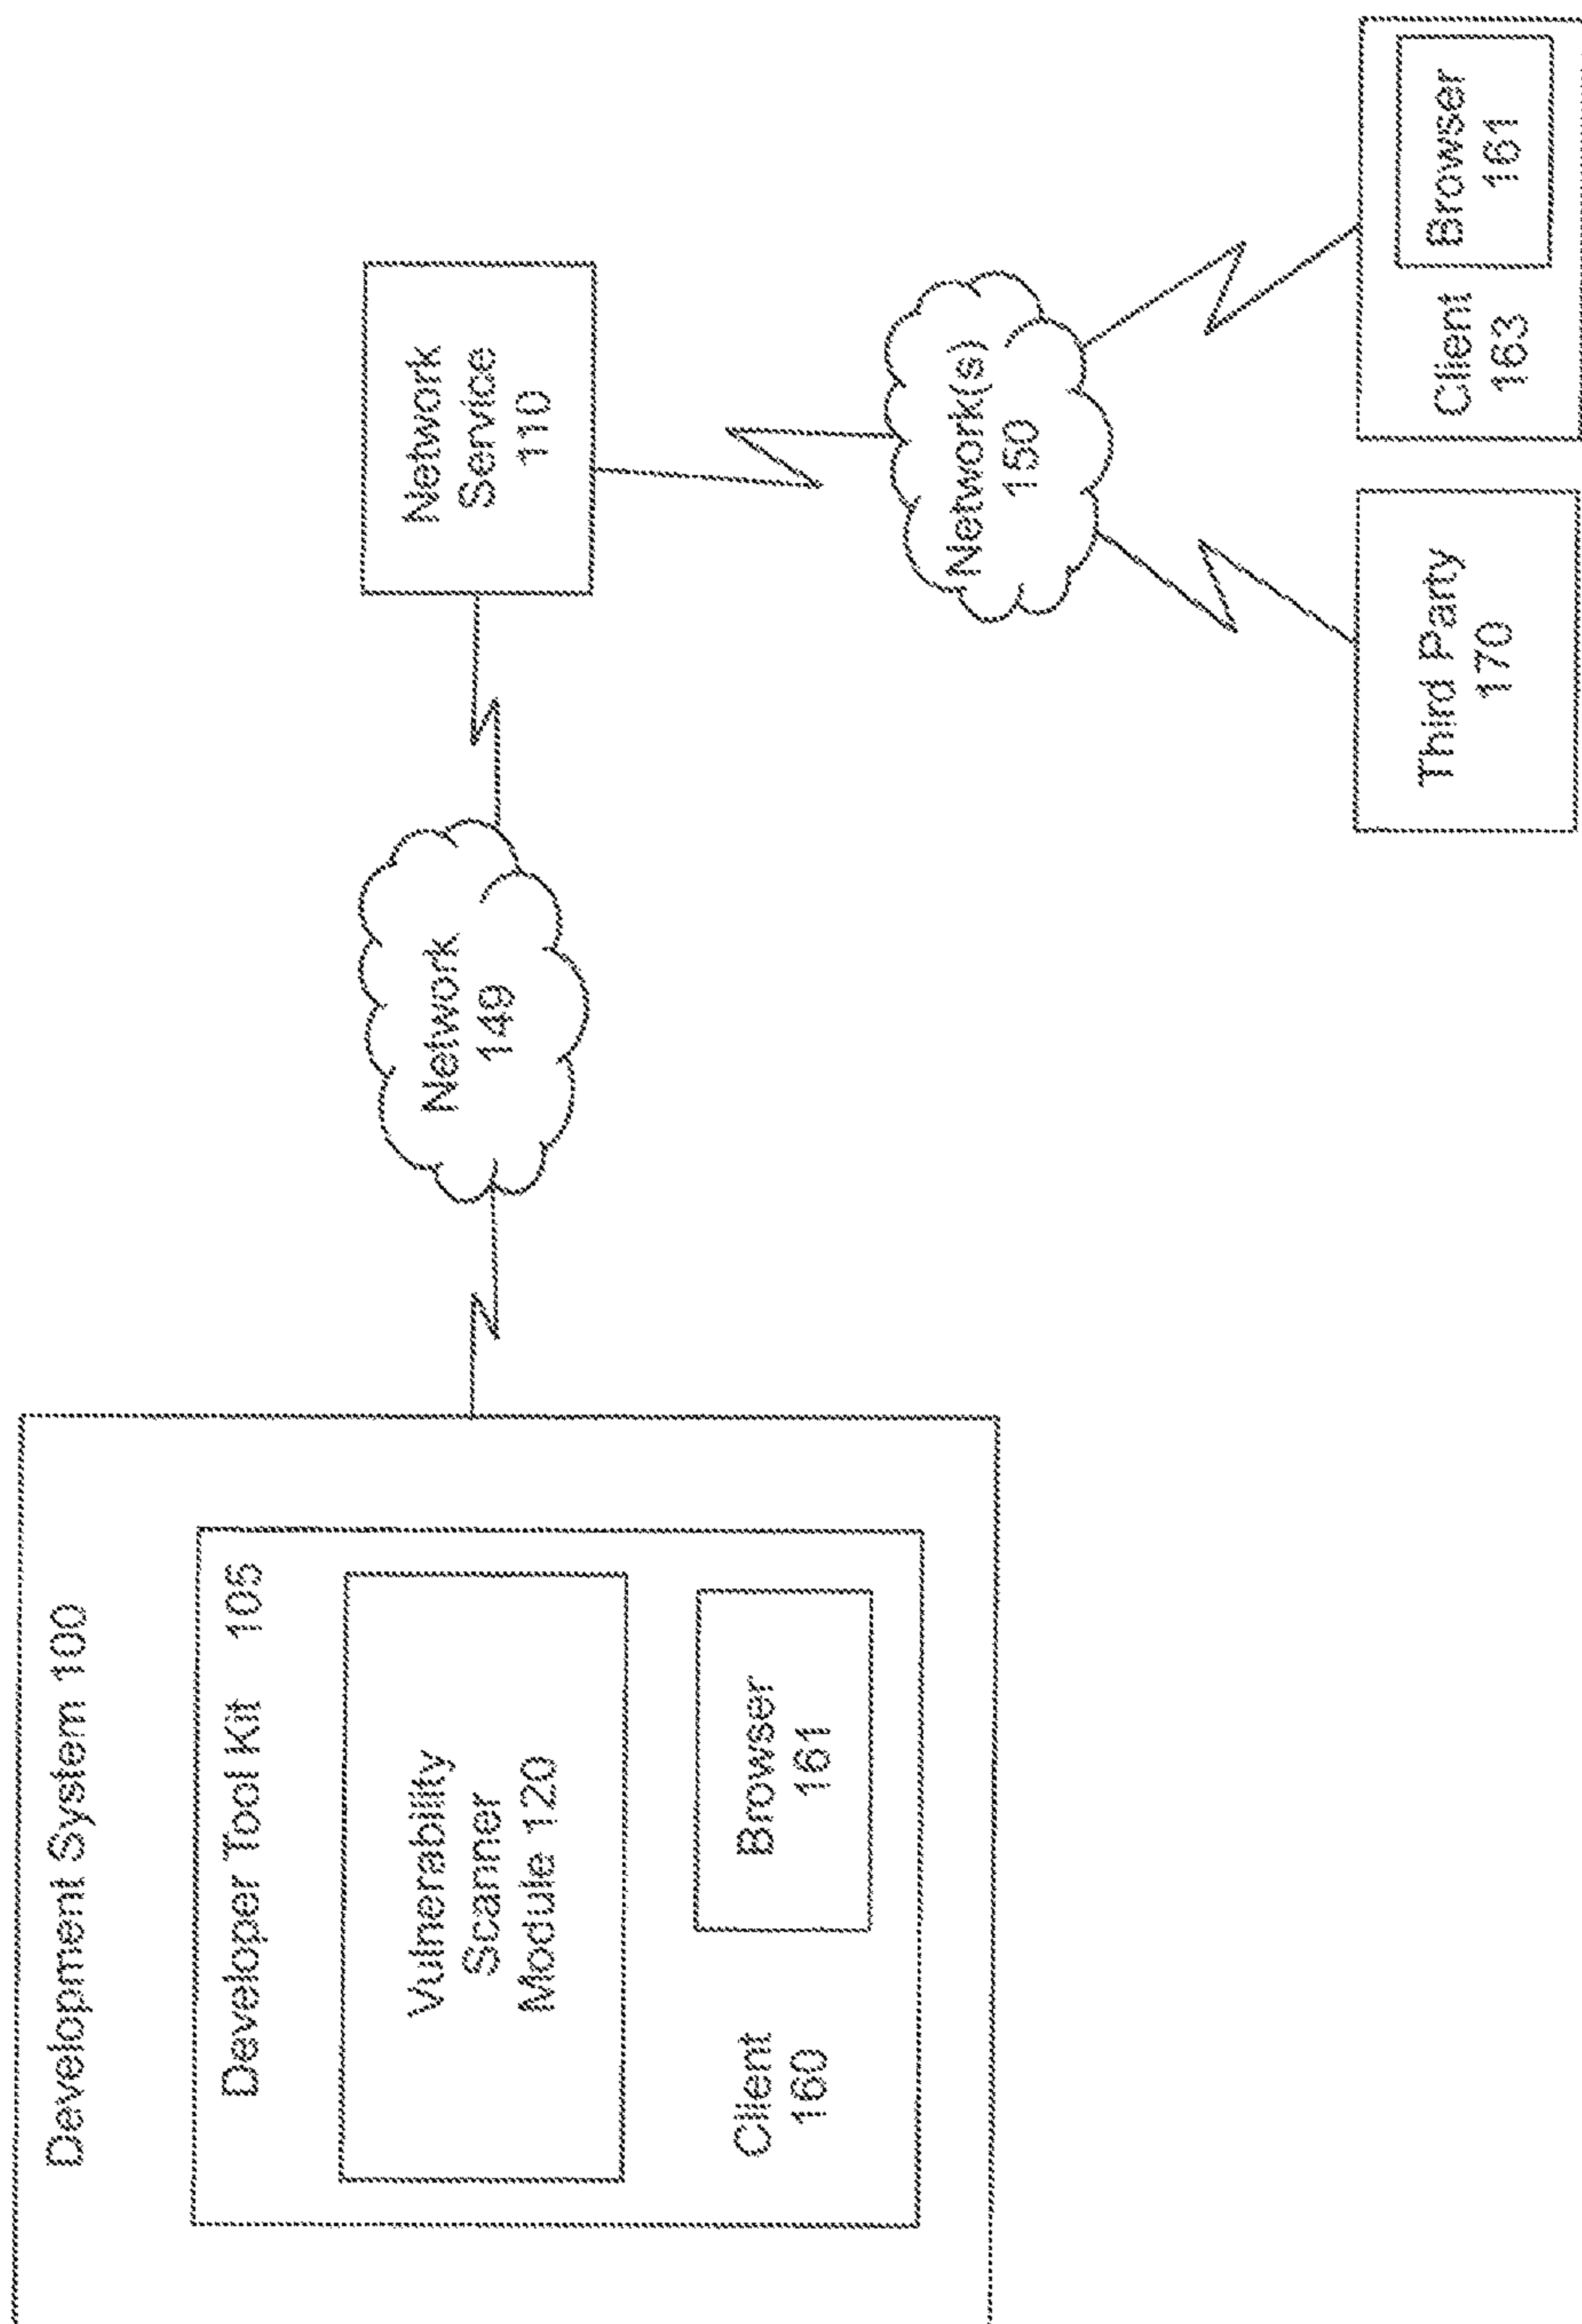 Development System 100
Developer Tool Kit 105
Vulnerability
Scanner
Module 120
Client
160
Browser
161
Network
149
Network
Service
110
Network(s)
150
Third Party
170
Client
163
Browser
161